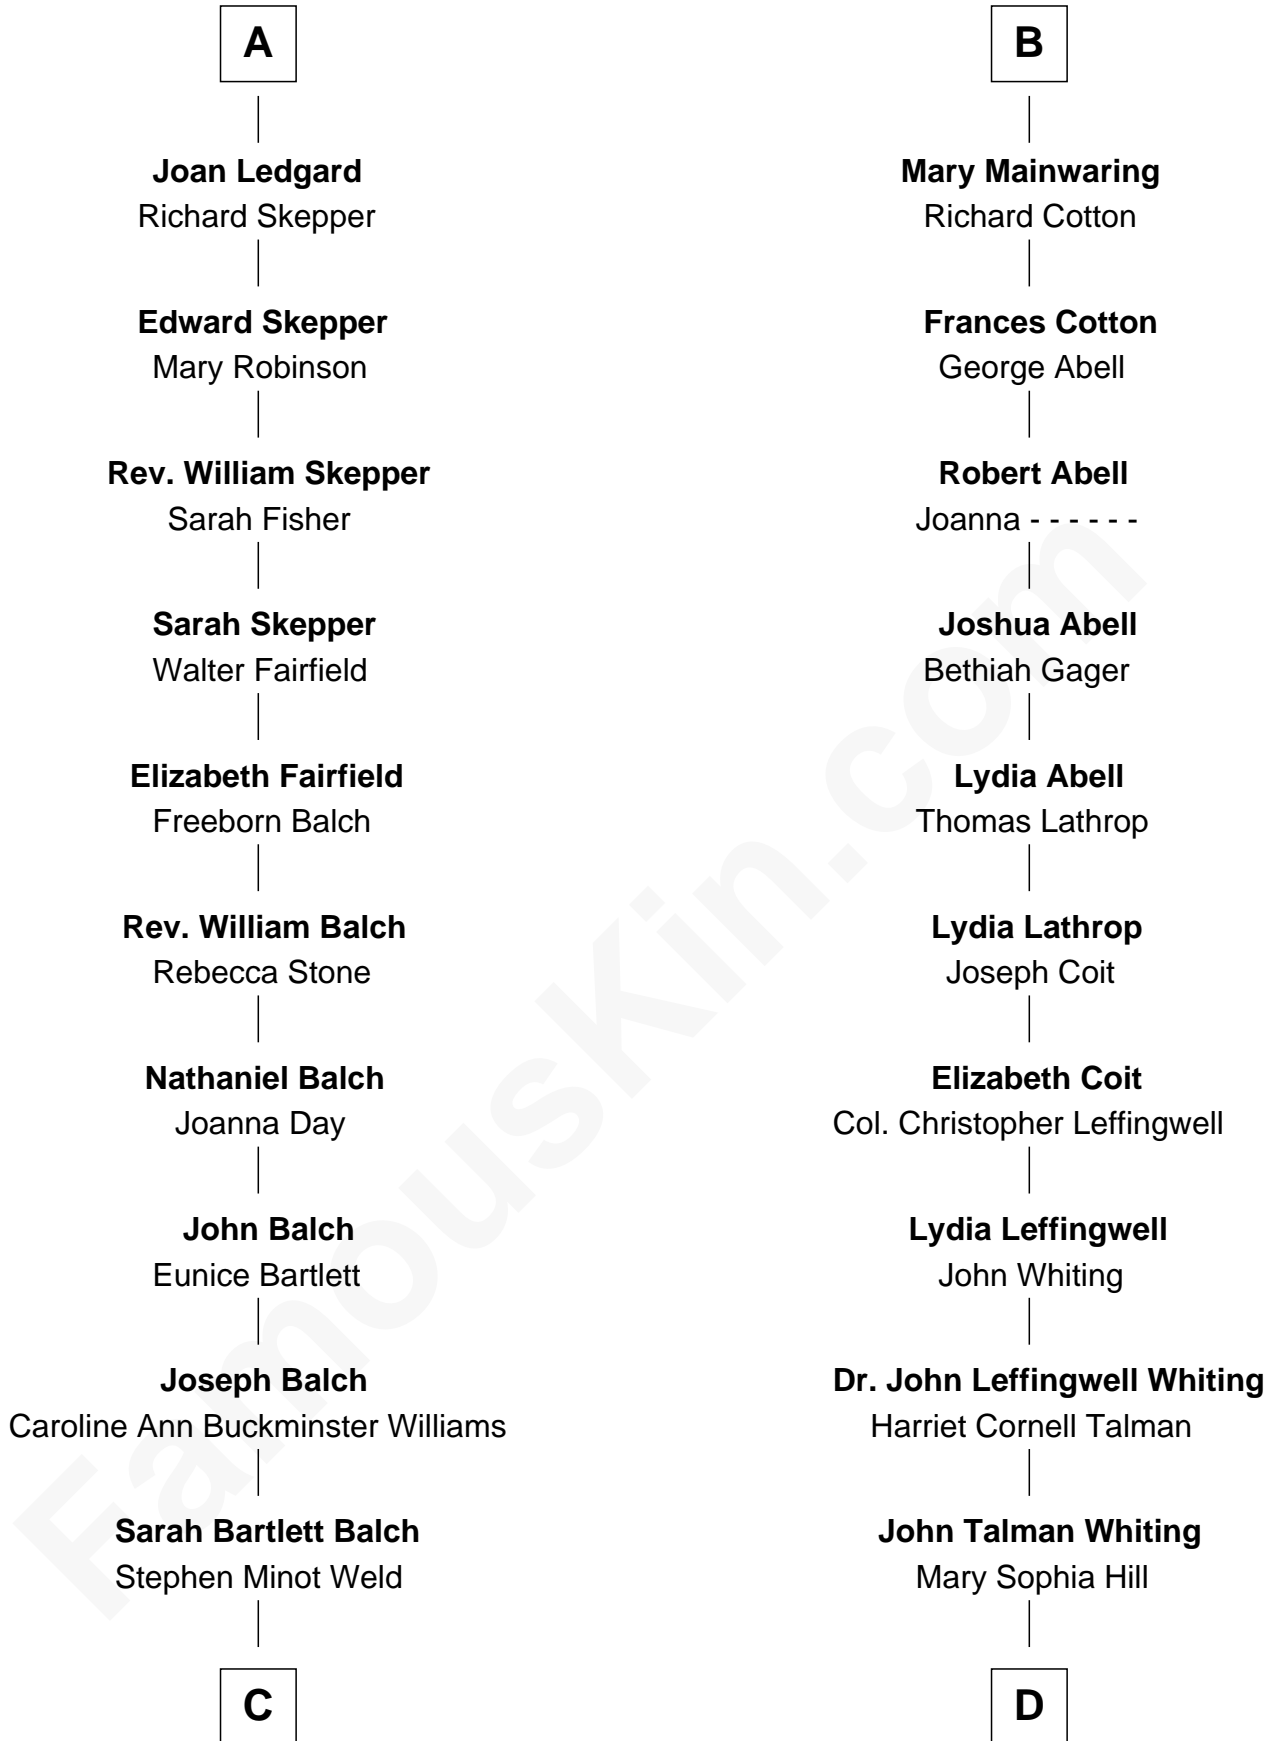 A
Joan Ledgard
Richard Skepper
Edward Skepper
Mary Robinson
Rev. William Skepper
Sarah Fisher
Sarah Skepper
Walter Fairfield
Elizabeth Fairfield
Freeborn Balch
Rev. William Balch
Rebecca Stone
Nathaniel Balch
Joanna Day
John Balch
Eunice Bartlett
Joseph Balch
Caroline Ann Buckminster Williams
Sarah Bartlett Balch
Stephen Minot Weld
C
B
Mary Mainwaring
Richard Cotton
Frances Cotton
George Abell
Robert Abell
Joanna - - - - - -
Joshua Abell
Bethiah Gager
Lydia Abell
Thomas Lathrop
Lydia Lathrop
Joseph Coit
Elizabeth Coit
Col. Christopher Leffingwell
Lydia Leffingwell
John Whiting
Dr. John Leffingwell Whiting
Harriet Cornell Talman
John Talman Whiting
Mary Sophia Hill
D
FamousKin.com